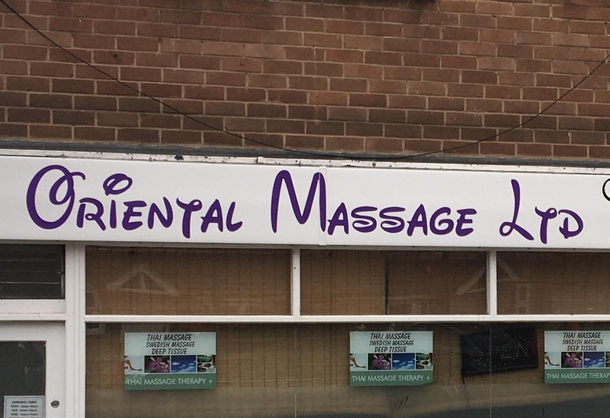 Oriental Massage Ltd
THAI MASSAGE
SWEDISH MASSAGE
DEEP TISSUE
THAI MASSAGE THERAPY +
THAI MASSAGE
SWEDISH MASSAGE
DEEP TISSUE
THAI MASSAGE THERAPY +
THAI MASSAGE
SWEDISH MASSAGE
DEEP TISSUE
THAI MASSAGE THERAPY